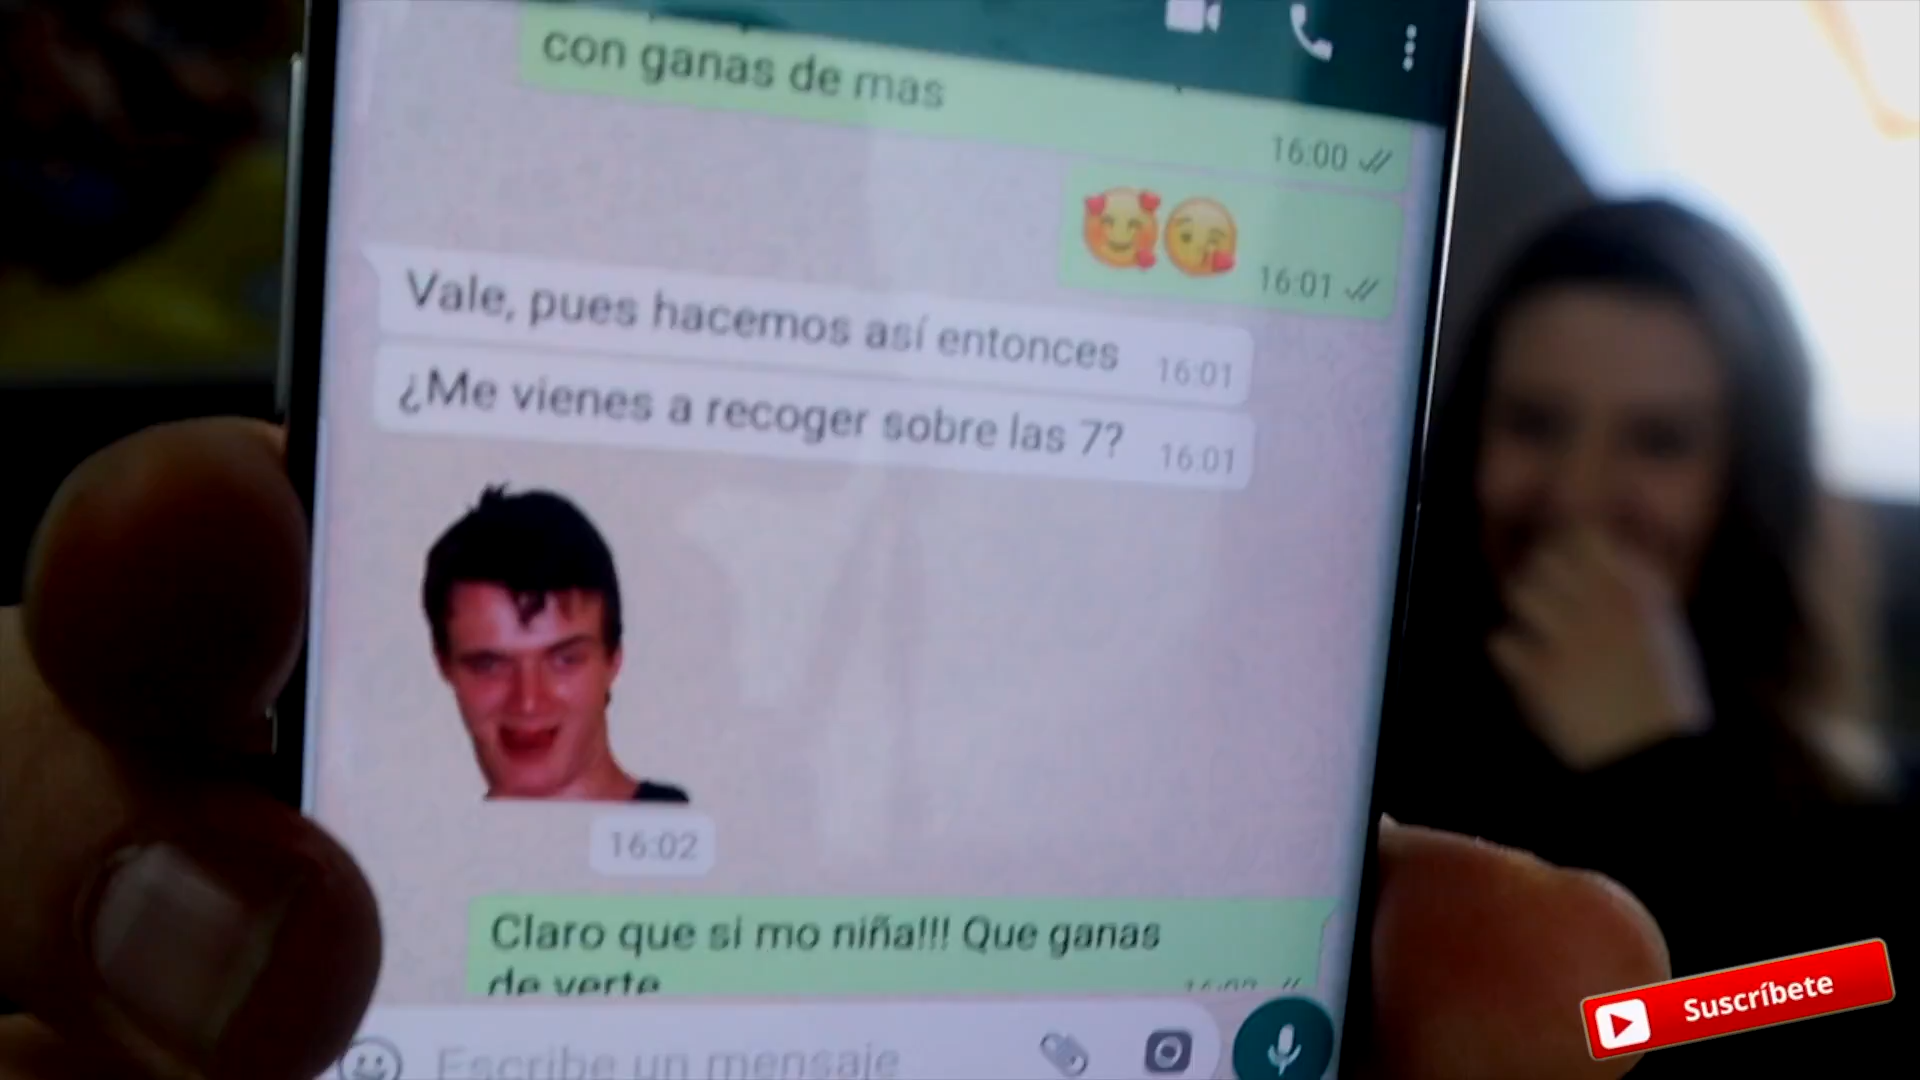 con ganas de mas
16:00
16:01
Vale, pues hacemos así entonces 16:01
¿Me vienes a recoger sobre las 7? 16:01
16:02
Claro que si mo niña!!! Que ganas
de verte
Escribe un mensaje
Suscríbete